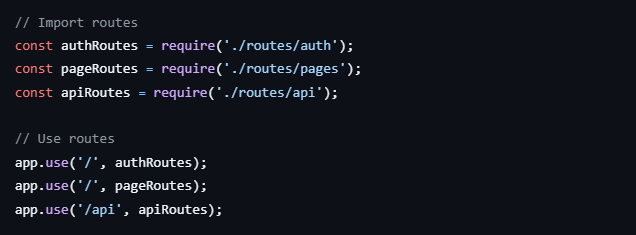 // Import routes
const authRoutes = require('./routes/auth');
const pageRoutes = require('./routes/pages');
const apiRoutes = require('./routes/api');
// Use routes
app.use('/', authRoutes);
app.use('/', pageRoutes);
app.use('/api', apiRoutes);